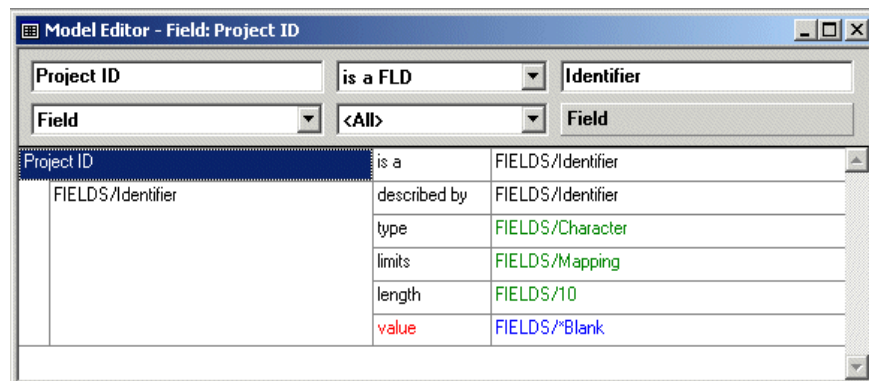 Model Editor - Field: Project ID
Project ID is a FLD Identifier
Field <All> Field
Project ID is a FIELDS/Identifier
FIELDS/Identifier described by FIELDS/Identifier
type FIELDS/Character
limits FIELDS/Mapping
length FIELDS/10
value FIELDS/*Blank